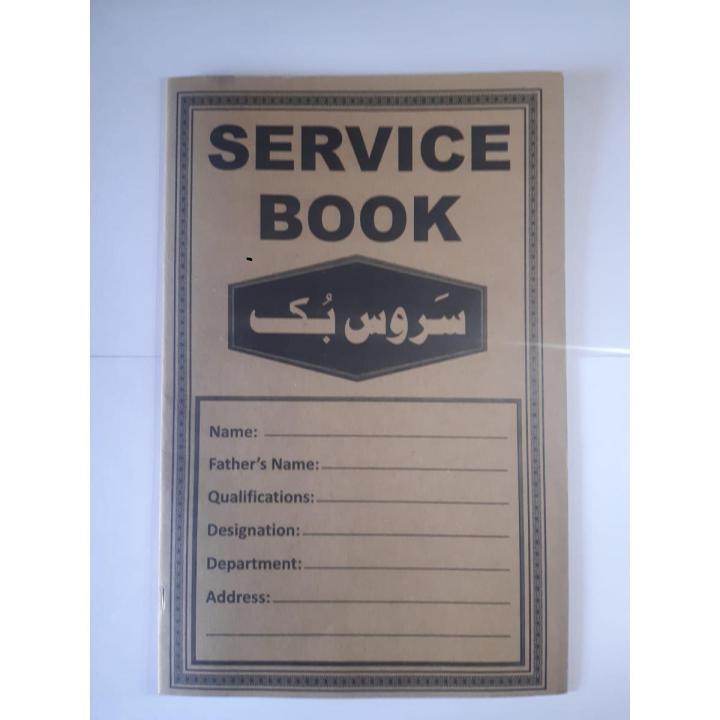 SERVICE
BOOK
سَروس بُک
Name:
Father's Name:
Qualifications:
Designation:
Department:
Address: